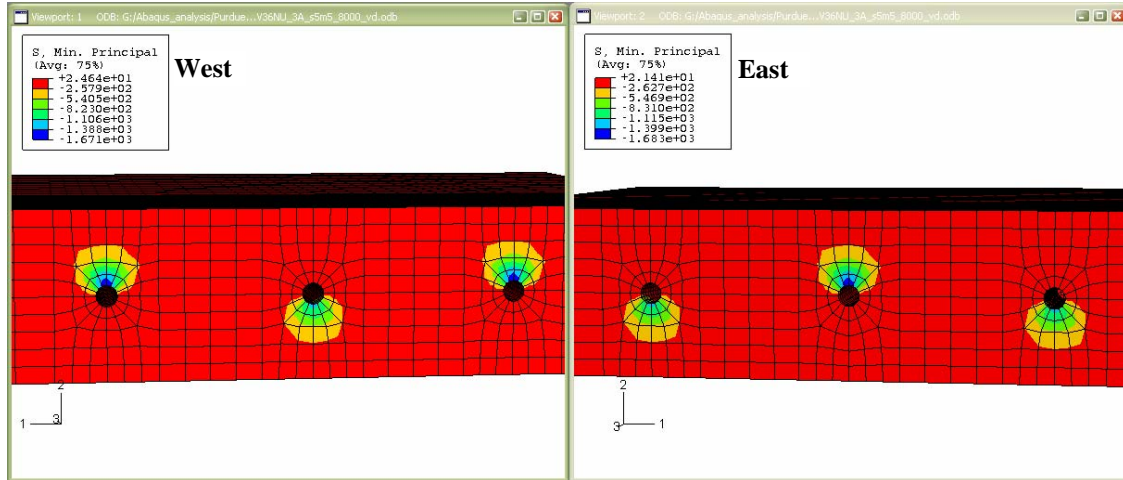 Viewport: 1 ODB: G:/Abaqus_analysis/Purdue...V36NU_3A_s5m5_8000_vd.odb
S, Min. Principal
(Avg: 75%)
+2.464e+01
-2.579e+02
-5.405e+02
-8.230e+02
-1.106e+03
-1.388e+03
-1.671e+03
West
2
1
3
Viewport: 2 ODB: G:/Abaqus_analysis/Purdue...V36NU_3A_s5m5_8000_vd.odb
S, Min. Principal
(Avg: 75%)
+2.141e+01
-2.627e+02
-5.469e+02
-8.310e+02
-1.115e+03
-1.399e+03
-1.683e+03
East
2
3
1